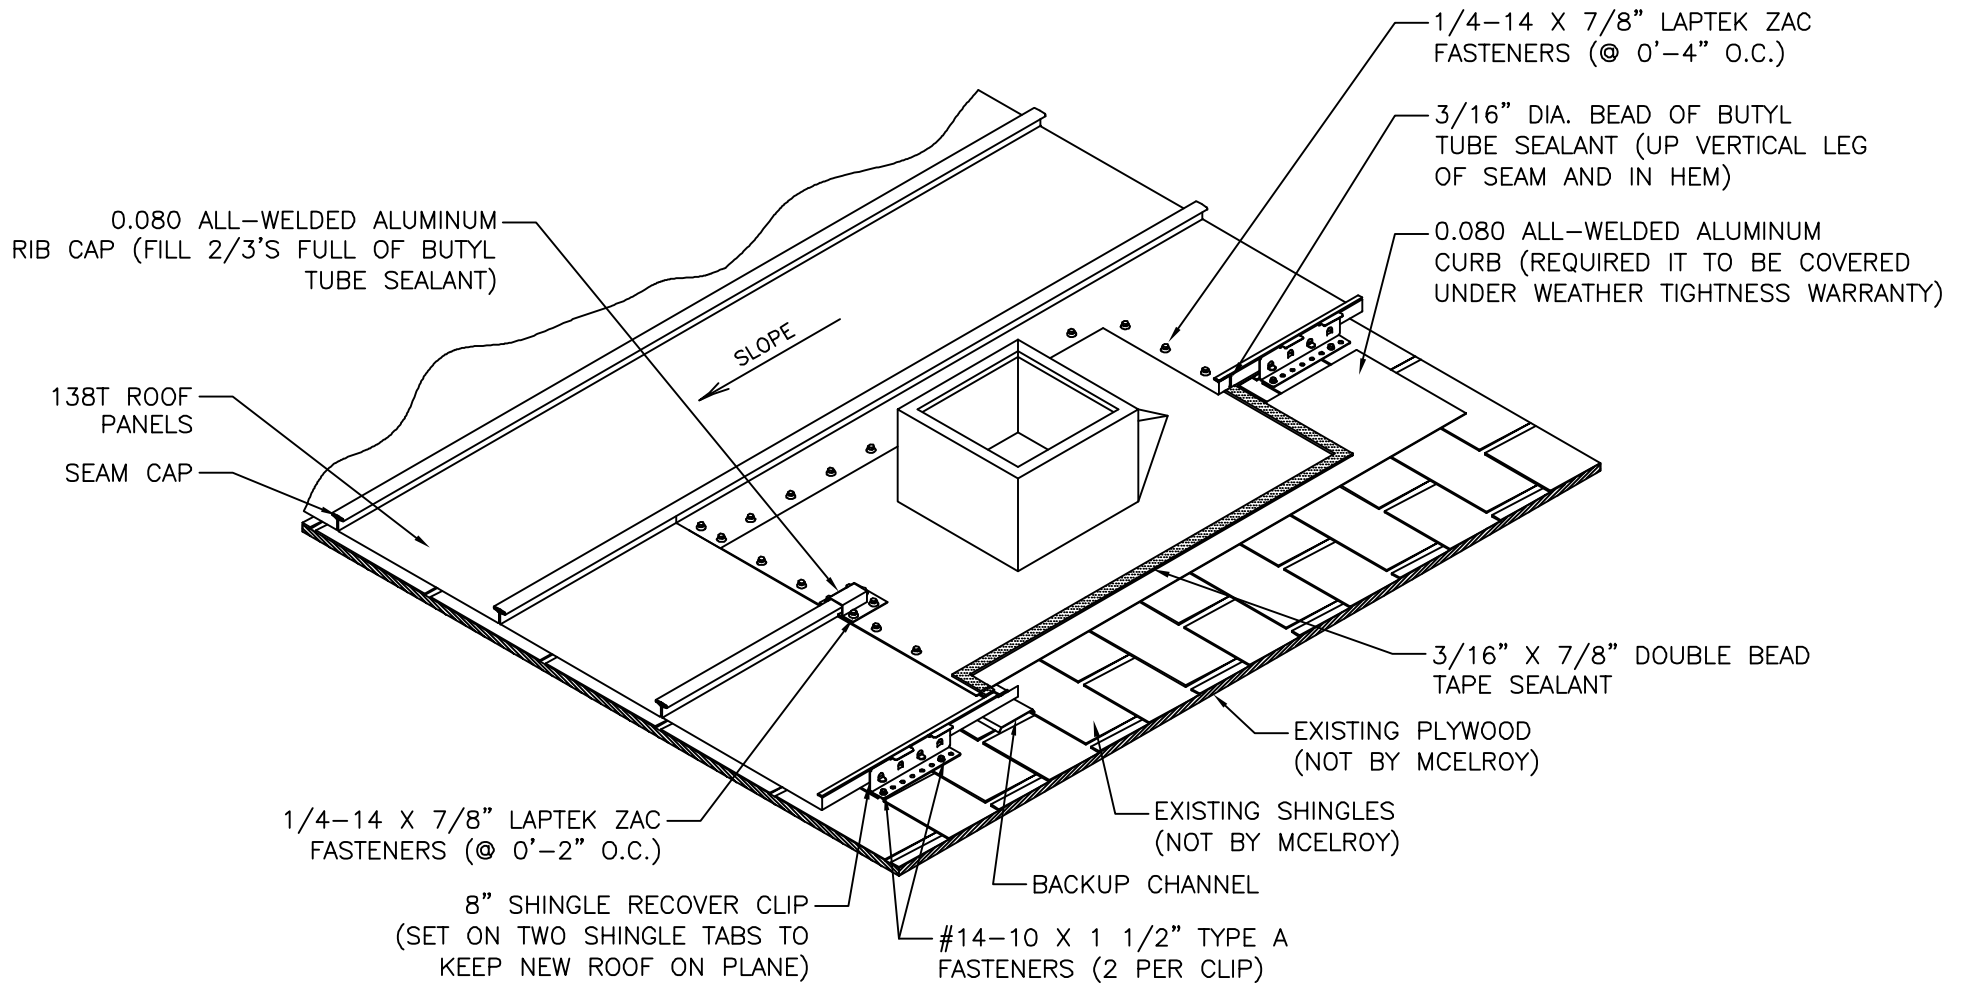 1/4-14 X 7/8" LAPTEK ZAC
FASTENERS (@ 0'-4" O.C.)
3/16" DIA. BEAD OF BUTYL
TUBE SEALANT (UP VERTICAL LEG
OF SEAM AND IN HEM)
0.080 ALL-WELDED ALUMINUM
RIB CAP (FILL 2/3'S FULL OF BUTYL
TUBE SEALANT)
0.080 ALL-WELDED ALUMINUM
CURB (REQUIRED IT TO BE COVERED
UNDER WEATHER TIGHTNESS WARRANTY)
SLOPE
138T ROOF
PANELS
SEAM CAP
3/16" X 7/8" DOUBLE BEAD
TAPE SEALANT
EXISTING PLYWOOD
(NOT BY MCELROY)
EXISTING SHINGLES
(NOT BY MCELROY)
1/4-14 X 7/8" LAPTEK ZAC
FASTENERS (@ 0'-2" O.C.)
BACKUP CHANNEL
8" SHINGLE RECOVER CLIP
(SET ON TWO SHINGLE TABS TO
KEEP NEW ROOF ON PLANE)
#14-10 X 1 1/2" TYPE A
FASTENERS (2 PER CLIP)